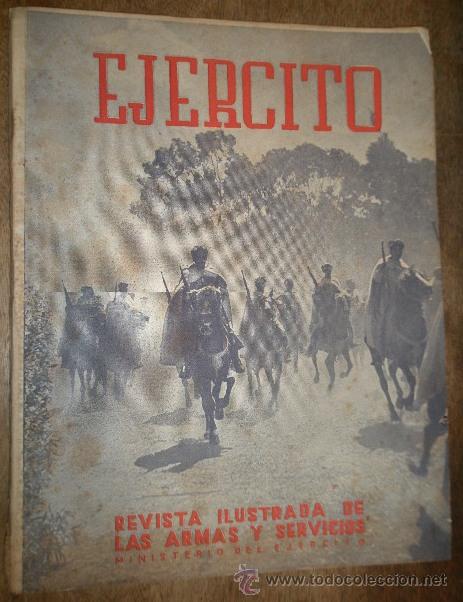 EJERCITO
REVISTA ILUSTRADA DE
LAS ARMAS Y SERVICIOS
MINISTERIO DEL EJERCITO
www.todocoleccion.net